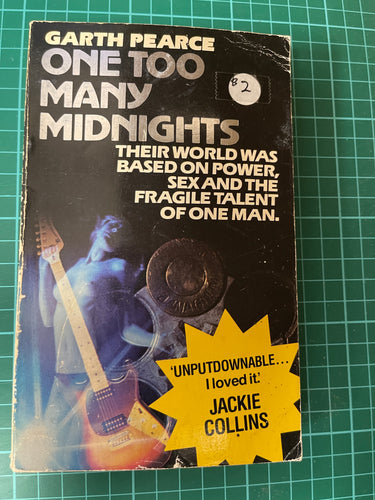 GARTH PEARCE
ONE TOO
MANY
MIDNIGHTS
$2
THEIR WORLD WAS
BASED ON POWER,
SEX AND THE
FRAGILE TALENT
OF ONE MAN.
'UNPUTDOWNABLE...
I loved it.'
JACKIE
COLLINS